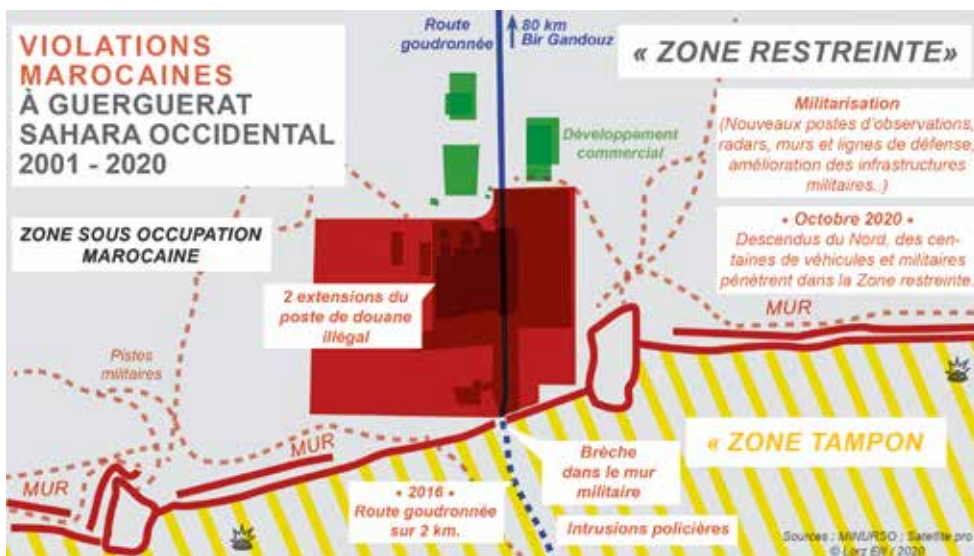 VIOLATIONS
MAROCAINES
À GUERGUERAT
SAHARA OCCIDENTAL
2001 - 2020
Route
goudronnée
80 km
Bir Gandouz
« ZONE RESTREINTE»
Militarisation
(Nouveaux postes d'observations,
radars, murs et lignes de défense,
amélioration des infrastructures
militaires..)
Développement
commercial
ZONE SOUS OCCUPATION
MAROCAINE
• Octobre 2020 •
Descendus du Nord, des cen-
taines de véhicules et militaires
pénètrent dans la Zone restreinte.
2 extensions du
poste de douane
illégal
MUR
Pistes
militaires
MUR
MUR
« ZONE TAMPON
Brèche
dans le mur
militaire
• 2016 •
Route goudronnée
sur 2 km.
Intrusions policières
Sources : MINURSO ; Satellite pro
© Lorz Efi / 2020